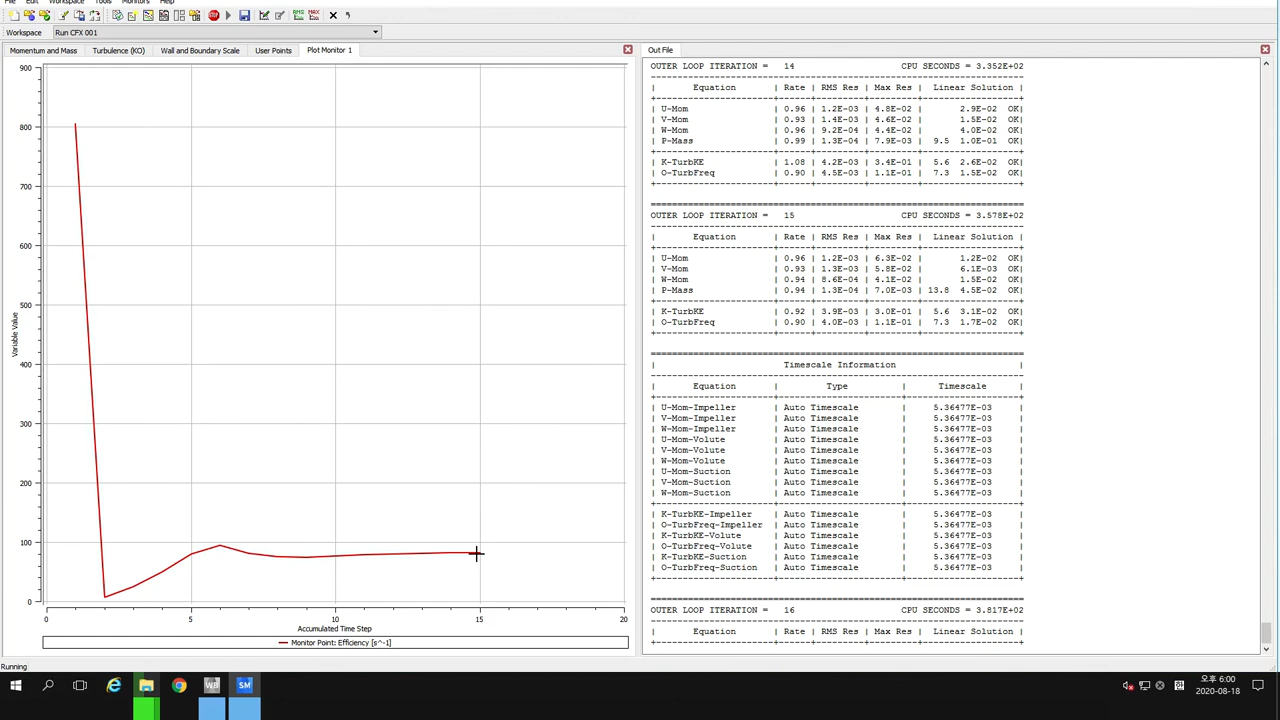 File Edit Workspace Tools Monitors Help
Workspace Run CFX 001
Momentum and Mass Turbulence (KO) Wall and Boundary Scale User Points Plot Monitor 1
900
800
700
600
500
400
300
200
100
0
Variable Value
0 5 10 15 20
Accumulated Time Step
Monitor Point: Efficiency [s^-1]
Out File
OUTER LOOP ITERATION = 14 CPU SECONDS = 3.352E+02
| Equation | Rate | RMS Res | Max Res | Linear Solution |
| U-Mom | 0.96 | 1.2E-03 | 4.8E-02 | 2.9E-02 OK|
| V-Mom | 0.93 | 1.4E-03 | 4.6E-02 | 1.5E-02 OK|
| W-Mom | 0.96 | 9.2E-04 | 4.4E-02 | 4.0E-02 OK|
| P-Mass | 0.99 | 1.3E-04 | 7.9E-03 | 9.5 1.0E-01 OK|
| K-TurbKE | 1.08 | 4.2E-03 | 3.4E-01 | 5.6 2.6E-02 OK|
| O-TurbFreq | 0.90 | 4.5E-03 | 1.1E-01 | 7.3 1.5E-02 OK|
OUTER LOOP ITERATION = 15 CPU SECONDS = 3.578E+02
| Equation | Rate | RMS Res | Max Res | Linear Solution |
| U-Mom | 0.96 | 1.2E-03 | 6.3E-02 | 1.2E-02 OK|
| V-Mom | 0.93 | 1.3E-03 | 5.8E-02 | 6.1E-03 OK|
| W-Mom | 0.94 | 8.6E-04 | 4.1E-02 | 1.7E-02 OK|
| P-Mass | 0.94 | 1.3E-04 | 7.0E-03 | 13.8 4.5E-02 OK|
| K-TurbKE | 0.92 | 3.9E-03 | 3.0E-01 | 5.6 3.1E-02 OK|
| O-TurbFreq | 0.90 | 4.0E-03 | 1.1E-01 | 7.3 1.7E-02 OK|
Timescale Information
| Equation | Type | Timescale |
| U-Mom-Impeller | Auto Timescale | 5.36477E-03 |
| V-Mom-Impeller | Auto Timescale | 5.36477E-03 |
| W-Mom-Impeller | Auto Timescale | 5.36477E-03 |
| U-Mom-Volute | Auto Timescale | 5.36477E-03 |
| V-Mom-Volute | Auto Timescale | 5.36477E-03 |
| W-Mom-Volute | Auto Timescale | 5.36477E-03 |
| U-Mom-Suction | Auto Timescale | 5.36477E-03 |
| V-Mom-Suction | Auto Timescale | 5.36477E-03 |
| W-Mom-Suction | Auto Timescale | 5.36477E-03 |
| K-TurbKE-Impeller | Auto Timescale | 5.36477E-03 |
| O-TurbFreq-Impeller | Auto Timescale | 5.36477E-03 |
| K-TurbKE-Volute | Auto Timescale | 5.36477E-03 |
| O-TurbFreq-Volute | Auto Timescale | 5.36477E-03 |
| K-TurbKE-Suction | Auto Timescale | 5.36477E-03 |
| O-TurbFreq-Suction | Auto Timescale | 5.36477E-03 |
OUTER LOOP ITERATION = 16 CPU SECONDS = 3.817E+02
| Equation | Rate | RMS Res | Max Res | Linear Solution |
Running
WB SM
오후 6:00
2020-08-18